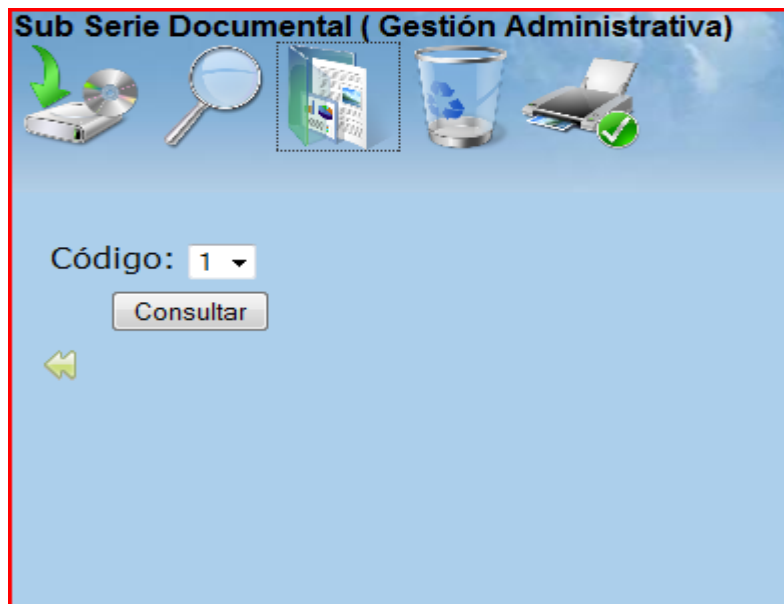 Sub Serie Documental ( Gestión Administrativa)
Código: 1
Consultar